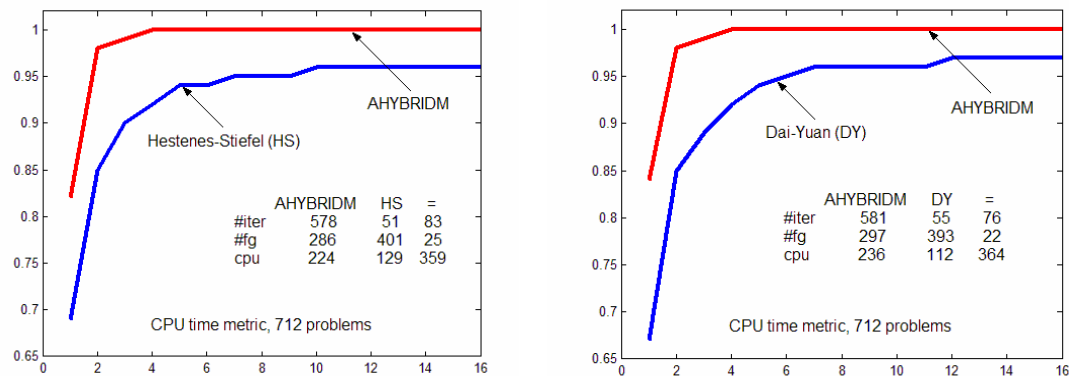 1
0.95
0.9
0.85
0.8
0.75
0.7
0.65
0 2 4 6 8 10 12 14 16
AHYBRIDM
Hestenes-Stiefel (HS)
AHYBRIDM HS =
#iter 578 51 83
#fg 286 401 25
cpu 224 129 359
CPU time metric, 712 problems
1
0.95
0.9
0.85
0.8
0.75
0.7
0.65
0 2 4 6 8 10 12 14 16
AHYBRIDM
Dai-Yuan (DY)
AHYBRIDM DY =
#iter 581 55 76
#fg 297 393 22
cpu 236 112 364
CPU time metric, 712 problems